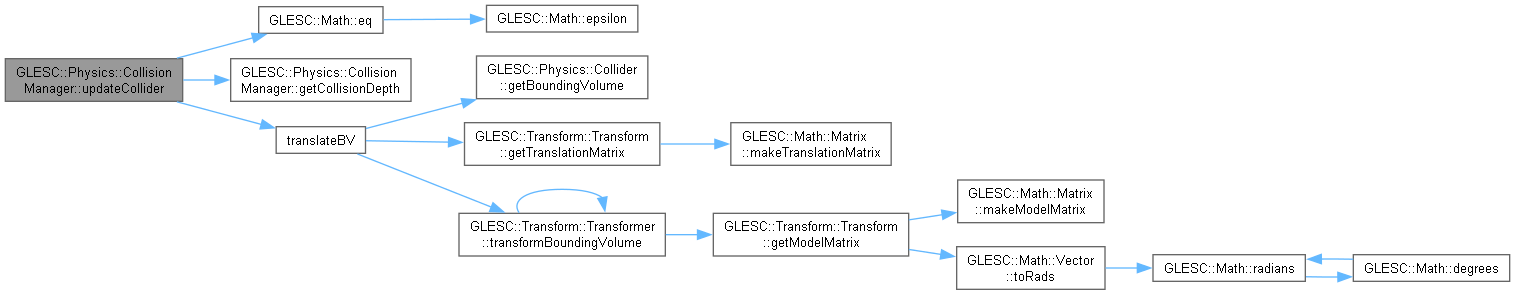 GLESC::Physics::Collision
Manager::updateCollider
GLESC::Math::eq
GLESC::Math::epsilon
GLESC::Physics::Collision
Manager::getCollisionDepth
translateBV
GLESC::Physics::Collider
::getBoundingVolume
GLESC::Transform::Transform
::getTranslationMatrix
GLESC::Math::Matrix
::makeTranslationMatrix
GLESC::Transform::Transformer
::transformBoundingVolume
GLESC::Transform::Transform
::getModelMatrix
GLESC::Math::Matrix
::makeModelMatrix
GLESC::Math::Vector
::toRads
GLESC::Math::radians
GLESC::Math::degrees